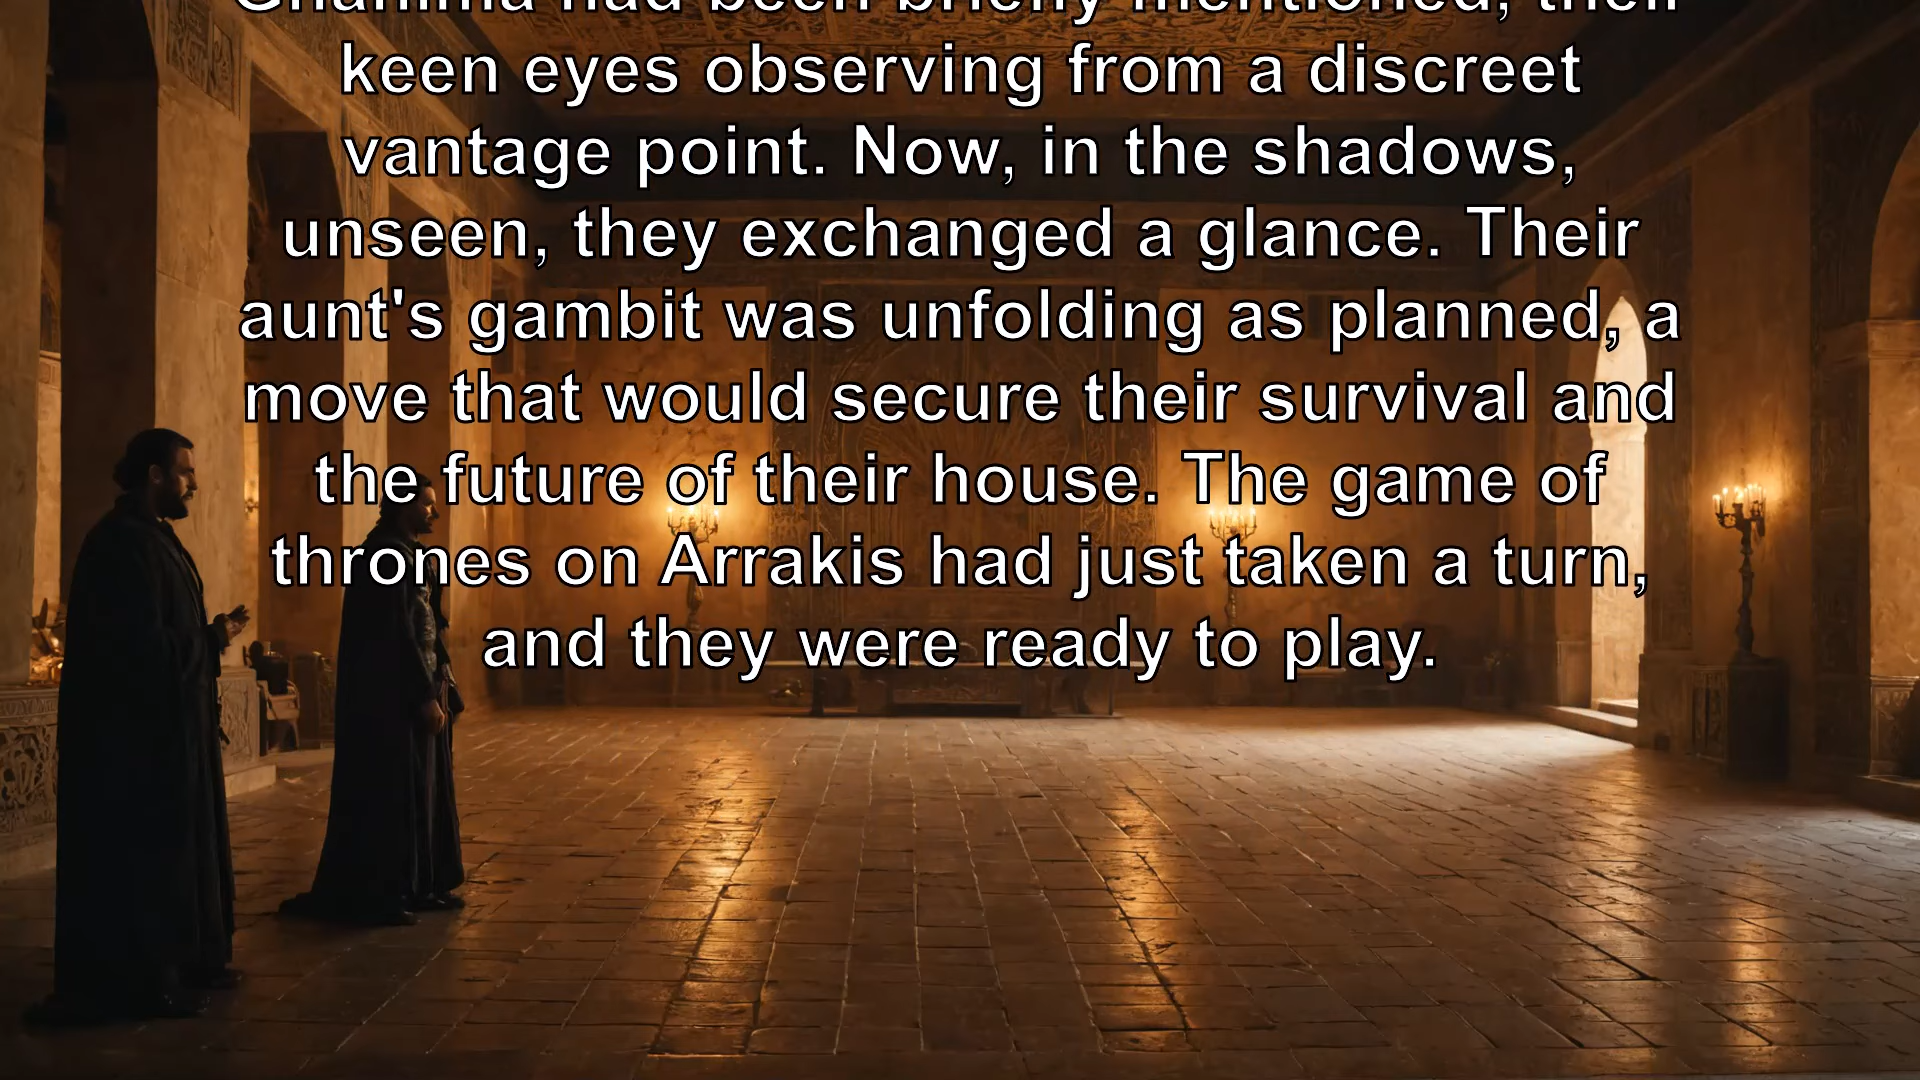 Ghanima had been briefly mentioned, their
keen eyes observing from a discreet
vantage point. Now, in the shadows,
unseen, they exchanged a glance. Their
aunt's gambit was unfolding as planned, a
move that would secure their survival and
the future of their house. The game of
thrones on Arrakis had just taken a turn,
and they were ready to play.